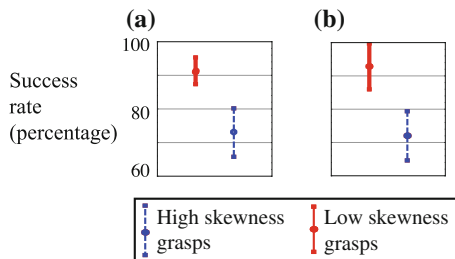 (a)
(b)
100
80
60
Success
rate
(percentage)
High skewness
grasps
Low skewness
grasps